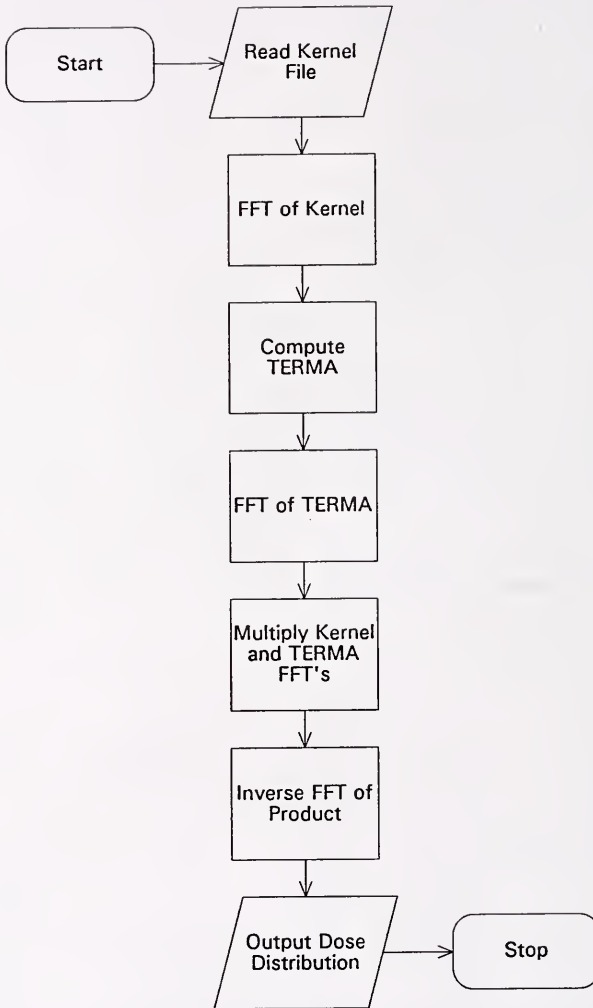 Start
Read Kernel
File
FFT of Kernel
Compute
TERMA
FFT of TERMA
Multiply Kernel
and TERMA
FFT's
Inverse FFT of
Product
Output Dose
Distribution
Stop